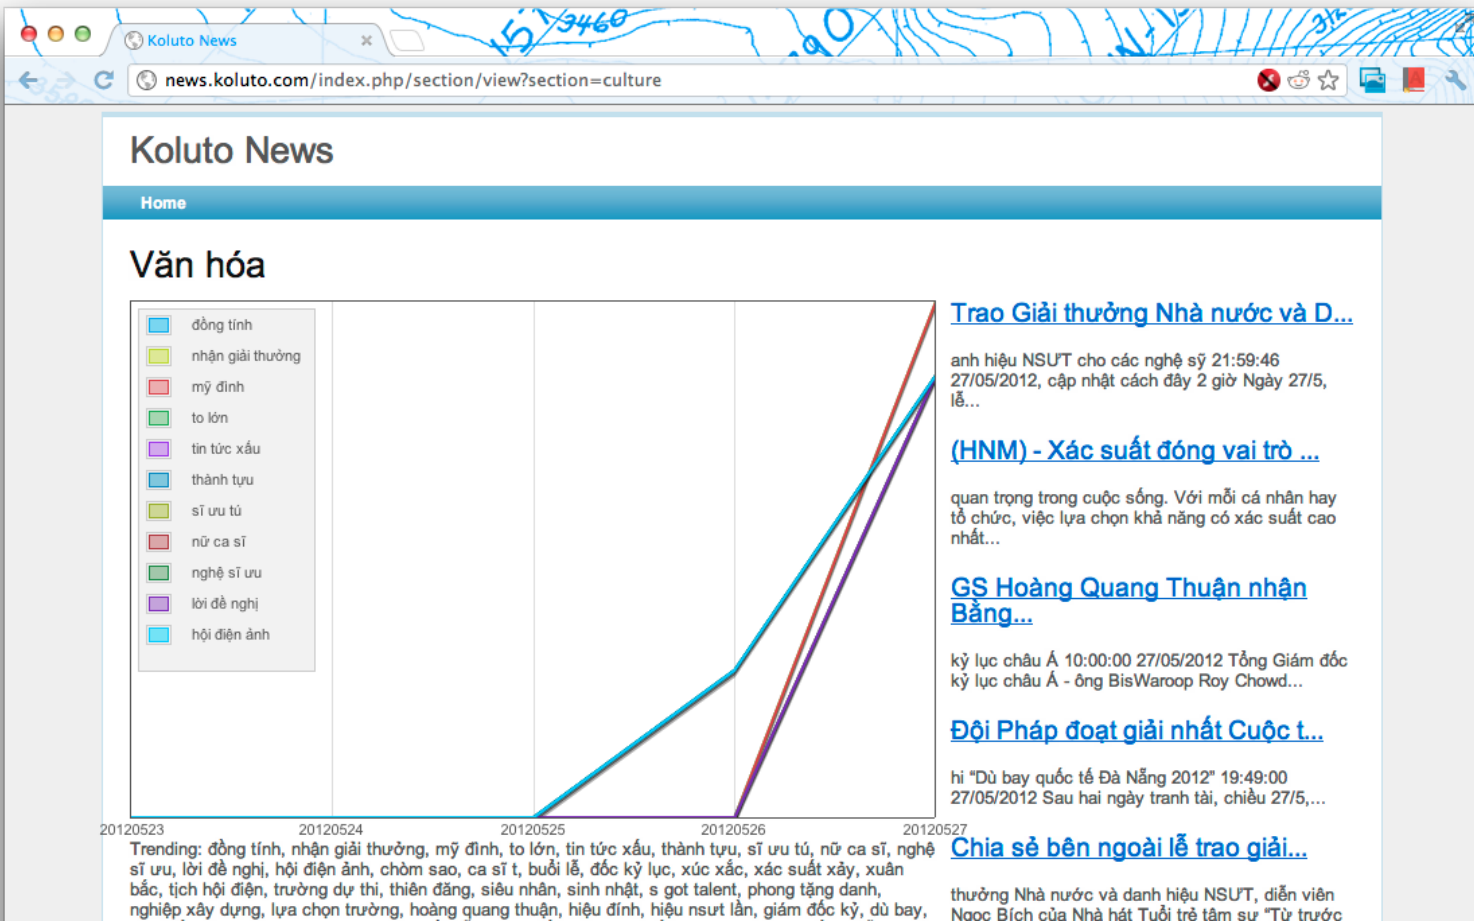 3460
Koluto News
news.koluto.com/index.php/section/view?section=culture
Koluto News
Home
Văn hóa
đồng tính
nhận giải thưởng
mỹ đình
to lớn
tin tức xấu
thành tựu
sĩ ưu tú
nữ ca sĩ
nghệ sĩ ưu
lời đề nghị
hội điện ảnh
20120523
20120524
20120525
20120526
20120527
Trending: đồng tính, nhận giải thưởng, mỹ đình, to lớn, tin tức xấu, thành tựu, sĩ ưu tú, nữ ca sĩ, nghệ
sĩ ưu, lời đề nghị, hội điện ảnh, chòm sao, ca sĩ t, buổi lễ, đốc kỷ lục, xúc xắc, xác suất xảy, xuân
bắc, tịch hội điện, trường dự thi, thiên đăng, siêu nhân, sinh nhật, s got talent, phong tặng danh,
nghiệp xây dựng, lựa chọn trường, hoàng quang thuận, hiệu đính, hiệu nsưt lần, giám đốc kỷ, dù bay,
Trao Giải thưởng Nhà nước và D...
anh hiệu NSƯT cho các nghệ sỹ 21:59:46
27/05/2012, cập nhật cách đây 2 giờ Ngày 27/5,
lễ...
(HNM) - Xác suất đóng vai trò ...
quan trọng trong cuộc sống. Với mỗi cá nhân hay
tổ chức, việc lựa chọn khả năng có xác suất cao
nhất...
GS Hoàng Quang Thuận nhận
Bằng...
kỷ lục châu Á 10:00:00 27/05/2012 Tổng Giám đốc
kỷ lục châu Á - ông BisWaroop Roy Chowd...
Đội Pháp đoạt giải nhất Cuộc t...
hi “Dù bay quốc tế Đà Nẵng 2012” 19:49:00
27/05/2012 Sau hai ngày tranh tài, chiều 27/5,...
Chia sẻ bên ngoài lễ trao giải...
thưởng Nhà nước và danh hiệu NSƯT, diễn viên
Ngọc Bích của Nhà hát Tuổi trẻ tâm sự “Từ trước